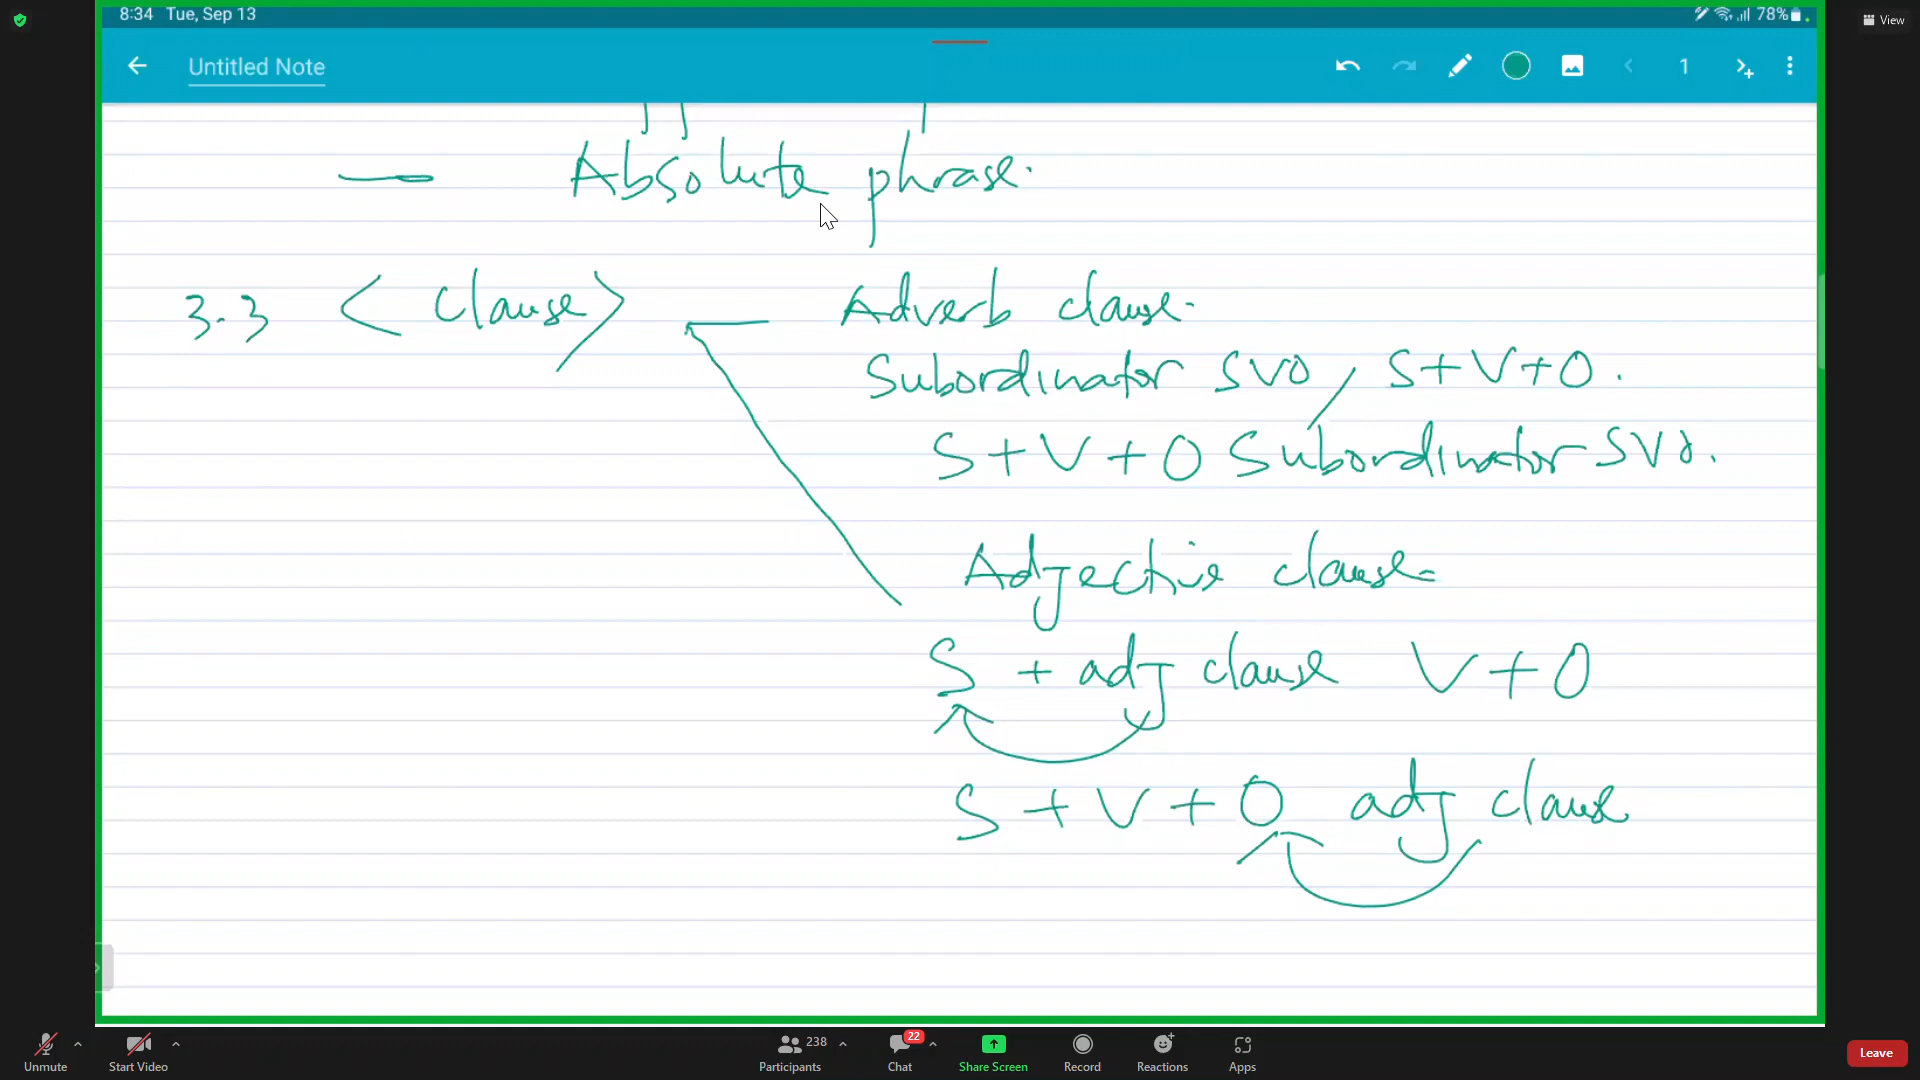 8:34 Tue, Sep 13 78%
View
Untitled Note 1
— Absolute phrase.
3.3 < Clause > Adverb clause-
Subordinator SVO, S+V+O.
S+V+O Subordinator SVO.
Adjective clause-
S + adj clause V+O
S+V+O adj clause
Unmute Start Video 238 Participants 22 Chat Share Screen Record Reactions Apps Leave